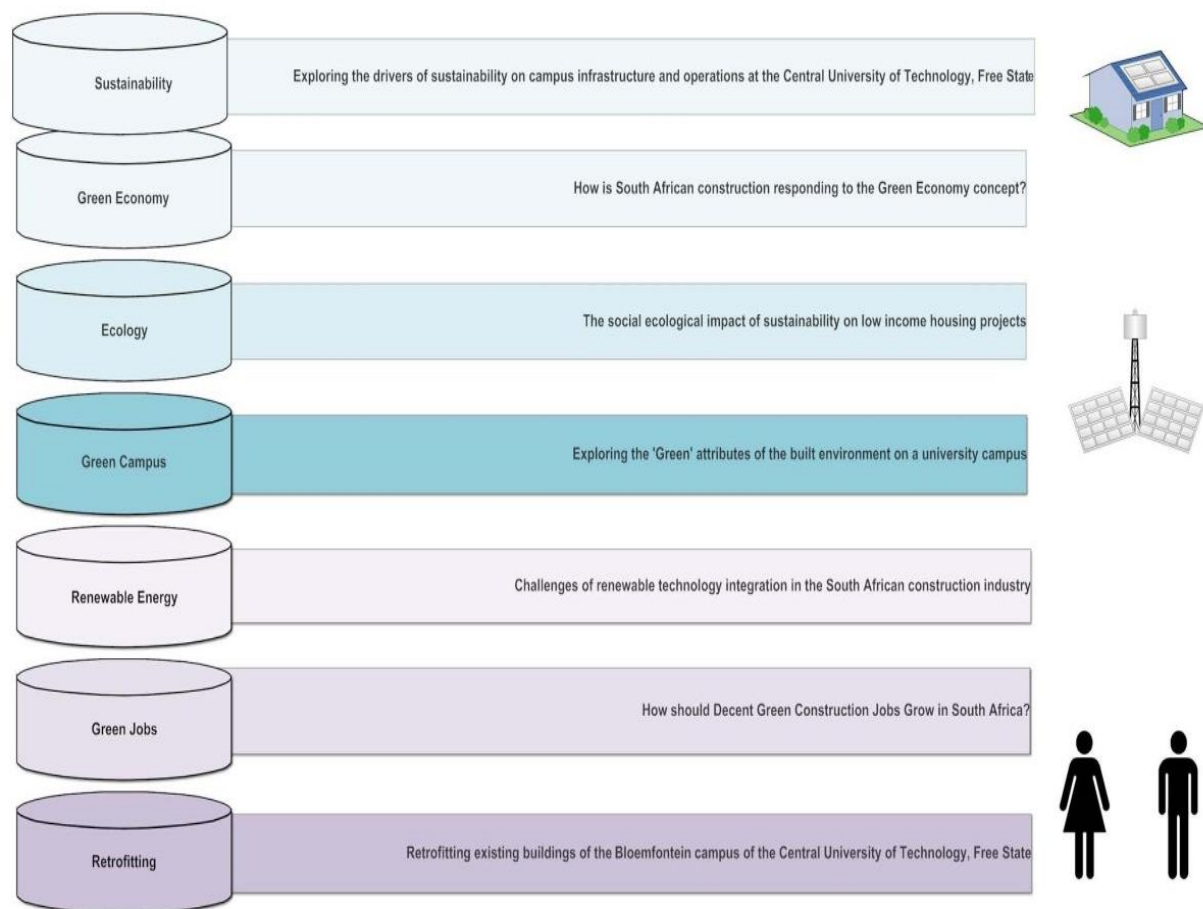 Sustainability
Exploring the drivers of sustainability on campus infrastructure and operations at the Central University of Technology, Free State
Green Economy
How is South African construction responding to the Green Economy concept?
Ecology
The social ecological impact of sustainability on low income housing projects
Green Campus
Exploring the 'Green' attributes of the built environment on a university campus
Renewable Energy
Challenges of renewable technology integration in the South African construction industry
Green Jobs
How should Decent Green Construction Jobs Grow in South Africa?
Retrofitting
Retrofitting existing buildings of the Bloemfontein campus of the Central University of Technology, Free State